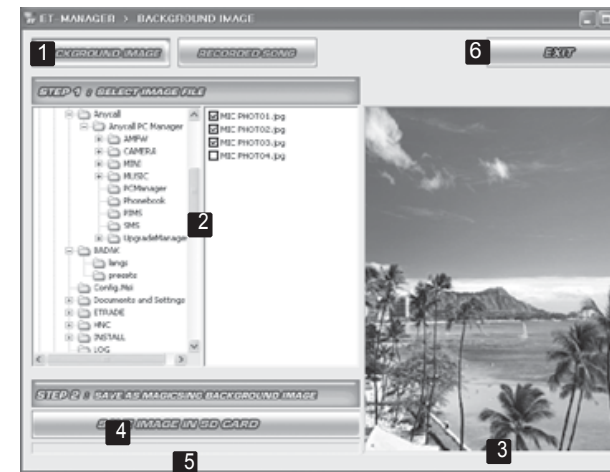 ET-MANAGER > BACKGROUND IMAGE
1 BACKGROUND IMAGE
RECORDED SONG
6 EXIT
STEP 1 : SELECT IMAGE FILE
Anycall
Anycall PC Manager
AMFW
CAMERA
MINI
MUSIC
PCManager
Phonebook
PIMS
SMS
UpgradeManager
BADAK
langs
presets
Config.Msi
Documents and Settings
ETRADE
HNC
INSTALL
LOG
MIC PHOTO1.jpg
MIC PHOTO2.jpg
MIC PHOTO3.jpg
MIC PHOTO4.jpg
2
STEP 2 : SAVE AS MAGICSING BACKGROUND IMAGE
SAVE IMAGE IN SD CARD
4
5
3